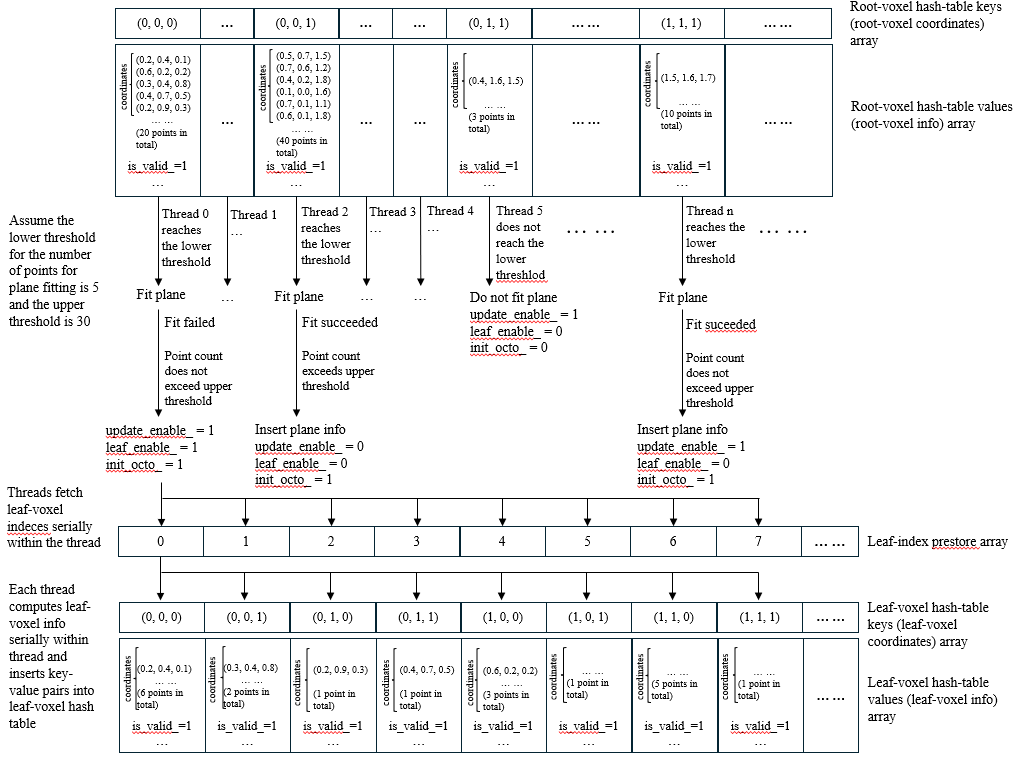 (0, 0, 0)
...
(0, 0, 1)
...
...
(0, 1, 1)
... ...
(1, 1, 1)
... ...
Root-voxel hash-table keys
(root-voxel coordinates)
array
coordinates
(0.2, 0.4, 0.1)
(0.6, 0.2, 0.2)
(0.3, 0.4, 0.8)
(0.4, 0.7, 0.5)
(0.2, 0.9, 0.3)
... ...
(20 points in
total)
is_valid_=1
...
...
coordinates
(0.5, 0.7, 1.5)
(0.7, 0.6, 1.2)
(0.4, 0.2, 1.8)
(0.1, 0.0, 1.6)
(0.7, 0.1, 1.1)
(0.6, 0.1, 1.8)
... ...
(40 points in
total)
is_valid_=1
...
...
...
coordinates
(0.4, 1.6, 1.5)
... ...
(3 points in
total)
is_valid_=1
...
... ...
coordinates
(1.5, 1.6, 1.7)
... ...
(10 points in
total)
is_valid_=1
...
... ...
Root-voxel hash-table values
(root-voxel info) array
Assume the
lower threshold
for the number
of points for
plane fitting is 5
and the upper
threshold is 30
Thread 0
reaches
the lower
threshold
Thread 1
...
Thread 2
reaches
the lower
threshold
Thread 3
...
Thread 4
...
Thread 5
does not
reach the
lower
threshlod
... ...
Thread n
reaches the
lower
threshold
... ...
Fit plane
...
Fit plane
...
...
Do not fit plane
update_enable_ = 1
leaf_enable_ = 0
init_octo_ = 0
Fit plane
Fit failed
Point count
does not
exceed upper
threshold
Fit succeeded
Point count
exceeds upper
threshold
Fit suceeded
Point count
does not
exceed upper
threshold
update_enable_ = 1
leaf_enable_ = 1
init_octo_ = 1
Insert plane info
update_enable_ = 0
leaf_enable_ = 0
init_octo_ = 1
Insert plane info
update_enable_ = 1
leaf_enable_ = 0
init_octo_ = 1
Threads fetch
leaf-voxel
indeces serially
within the thread
0
1
2
3
4
5
6
7
... ...
Leaf-index prestore array
Each thread
computes leaf-
voxel info
serially within
thread and
inserts key-
value pairs into
leaf-voxel hash
table
(0, 0, 0)
(0, 0, 1)
(0, 1, 0)
(0, 1, 1)
(1, 0, 0)
(1, 0, 1)
(1, 1, 0)
(1, 1, 1)
... ...
Leaf-voxel hash-table
keys (leaf-voxel
coordinates) array
coordinates
(0.2, 0.4, 0.1)
... ...
(6 points in
total)
is_valid_=1
...
coordinates
(0.3, 0.4, 0.8)
... ...
(2 points in
total)
is_valid_=1
...
coordinates
(0.2, 0.9, 0.3)
(1 point in
total)
is_valid_=1
...
coordinates
(0.4, 0.7, 0.5)
(1 point in
total)
is_valid_=1
...
coordinates
(0.6, 0.2, 0.2)
... ...
(3 points in
total)
is_valid_=1
...
coordinates
... ...
(1 point in
total)
is_valid_=1
...
coordinates
... ...
(5 points in
total)
is_valid_=1
...
coordinates
... ...
(1 point in
total)
is_valid_=1
...
... ...
Leaf-voxel hash-table
values (leaf-voxel info)
array